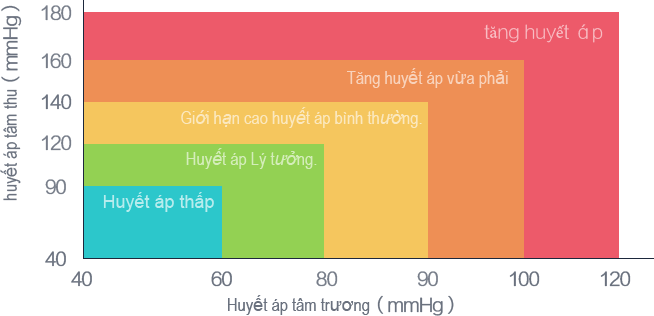 180
tăng huyết áp
160
Tăng huyết áp vừa phải
140
Giới hạn cao huyết áp bình thường.
120
Huyết áp Lý tưởng.
90
Huyết áp thấp
40
huyết áp tâm thu ( mmHg )
40 60 80 90 100 120
Huyết áp tâm trương ( mmHg )